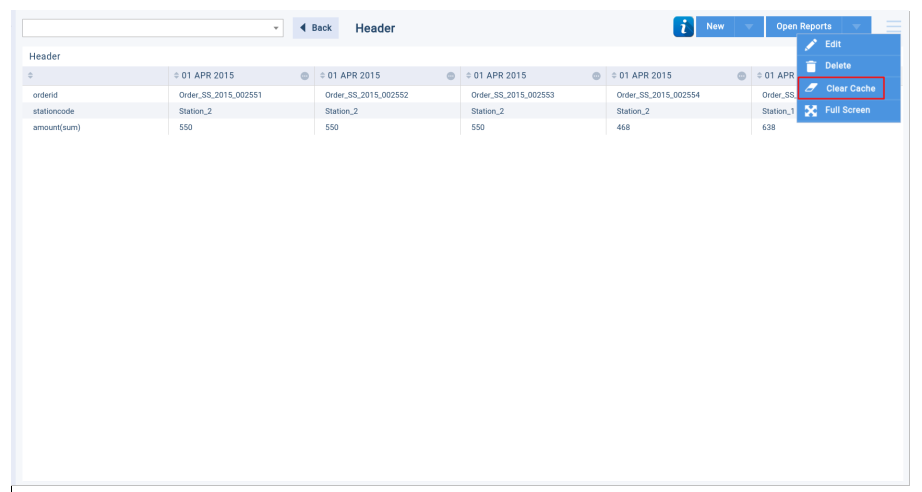 Back Header i New Open Reports
Edit
Header
Delete
01 APR 2015 01 APR 2015 01 APR 2015 01 APR 2015 01 APR
Clear Cache
orderid Order_SS_2015_002551 Order_SS_2015_002552 Order_SS_2015_002553 Order_SS_2015_002554 Order_SS_
stationcode Station_2 Station_2 Station_2 Station_2 Station_1
Full Screen
amount(sum) 550 550 550 468 638